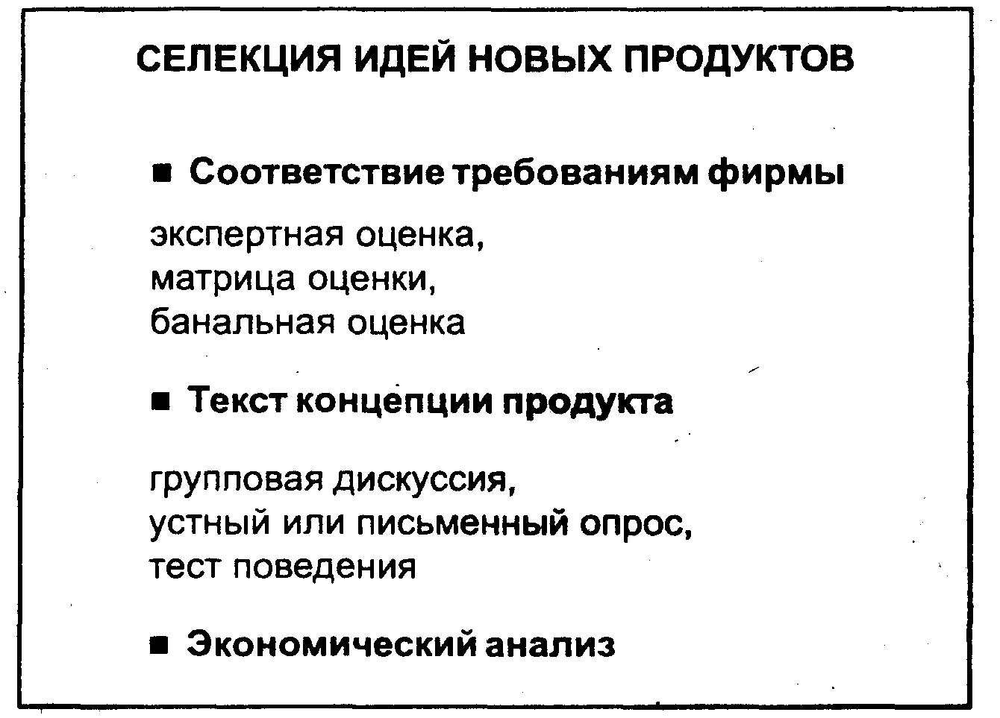 СЕЛЕКЦИЯ ИДЕЙ НОВЫХ ПРОДУКТОВ
▪ Соответствие требованиям фирмы
экспертная оценка,
матрица оценки,
банальная оценка
▪ Текст концепции продукта
групповая дискуссия,
устный или письменный опрос,
тест поведения
▪ Экономический анализ